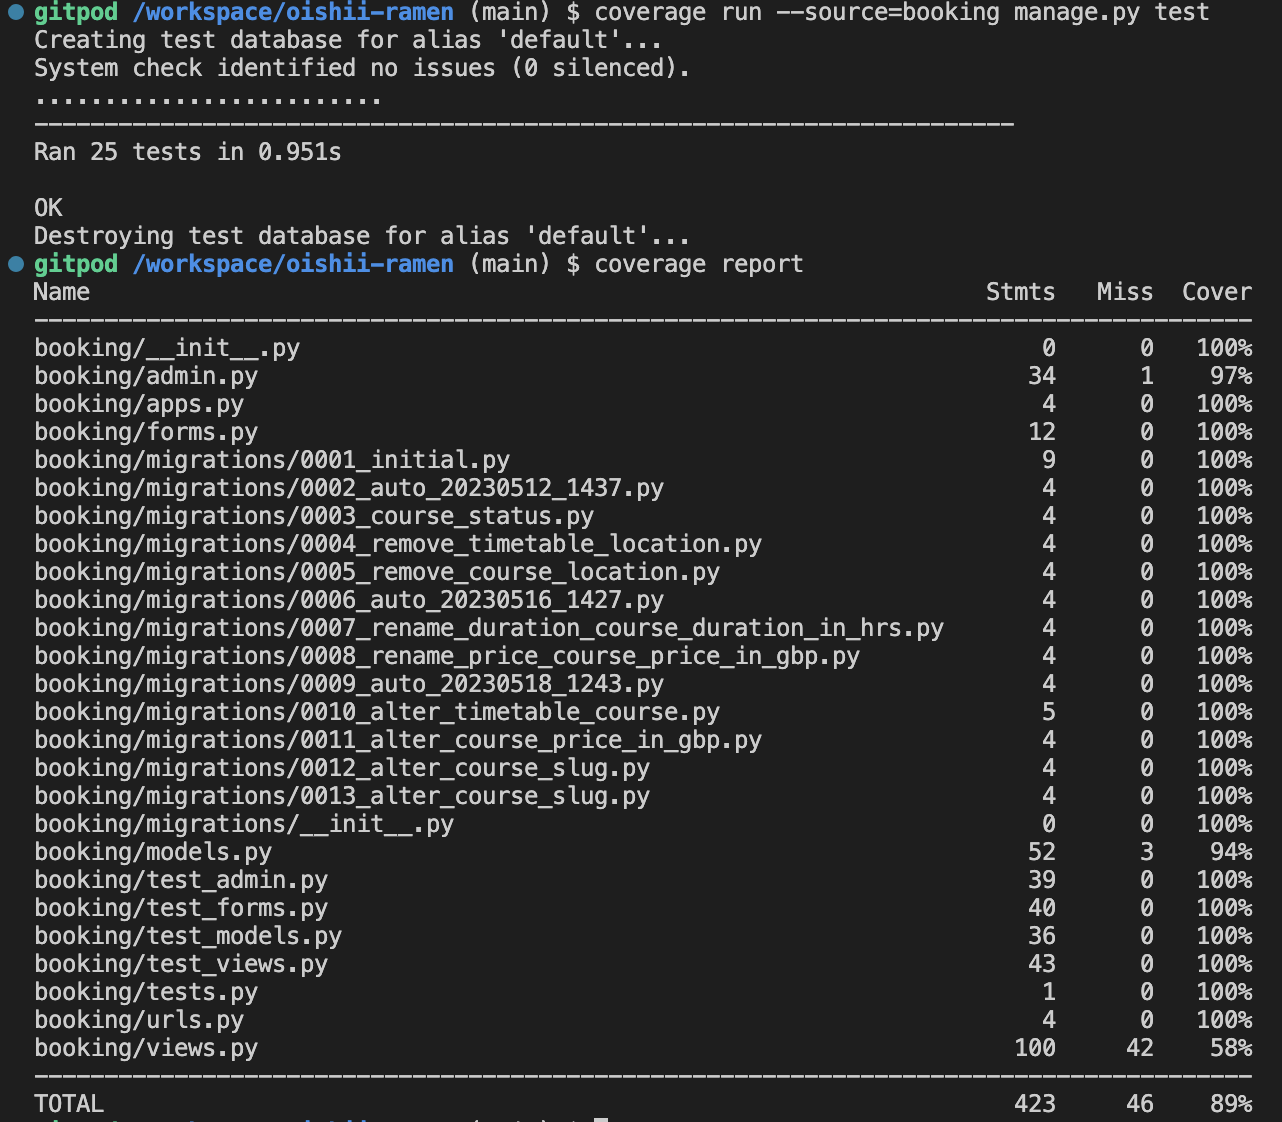 gitpod /workspace/oishii-ramen (main) $ coverage run --source=booking manage.py test
Creating test database for alias 'default'...
System check identified no issues (0 silenced).
.........................
----------------------------------------------------------------------
Ran 25 tests in 0.951s
OK
Destroying test database for alias 'default'...
gitpod /workspace/oishii-ramen (main) $ coverage report
Name Stmts Miss Cover
---------------------------------------------------------------------------------------
booking/__init__.py 0 0 100%
booking/admin.py 34 1 97%
booking/apps.py 4 0 100%
booking/forms.py 12 0 100%
booking/migrations/0001_initial.py 9 0 100%
booking/migrations/0002_auto_20230512_1437.py 4 0 100%
booking/migrations/0003_course_status.py 4 0 100%
booking/migrations/0004_remove_timetable_location.py 4 0 100%
booking/migrations/0005_remove_course_location.py 4 0 100%
booking/migrations/0006_auto_20230516_1427.py 4 0 100%
booking/migrations/0007_rename_duration_course_duration_in_hrs.py 4 0 100%
booking/migrations/0008_rename_price_course_price_in_gbp.py 4 0 100%
booking/migrations/0009_auto_20230518_1243.py 4 0 100%
booking/migrations/0010_alter_timetable_course.py 5 0 100%
booking/migrations/0011_alter_course_price_in_gbp.py 4 0 100%
booking/migrations/0012_alter_course_slug.py 4 0 100%
booking/migrations/0013_alter_course_slug.py 4 0 100%
booking/migrations/__init__.py 0 0 100%
booking/models.py 52 3 94%
booking/test_admin.py 39 0 100%
booking/test_forms.py 40 0 100%
booking/test_models.py 36 0 100%
booking/test_views.py 43 0 100%
booking/tests.py 1 0 100%
booking/urls.py 4 0 100%
booking/views.py 100 42 58%
---------------------------------------------------------------------------------------
TOTAL 423 46 89%